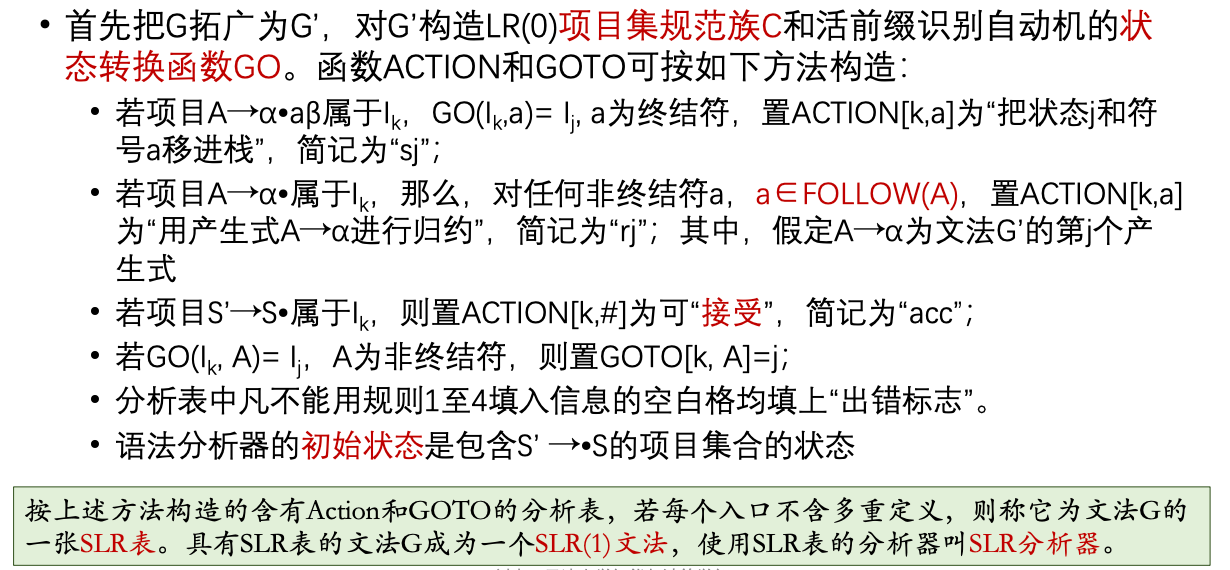 • 首先把G拓广为G’，对G’构造LR(0)项目集规范族C和活前缀识别自动机的状
态转换函数GO。函数ACTION和GOTO可按如下方法构造：
• 若项目A→α•aβ属于Ik，GO(Ik,a)= Ij, a为终结符，置ACTION[k,a]为“把状态j和符
号a移进栈”，简记为“sj”；
• 若项目A→α•属于Ik，那么，对任何非终结符a，a∈FOLLOW(A)，置ACTION[k,a]
为“用产生式A→α进行归约”，简记为“rj”；其中，假定A→α为文法G’的第j个产
生式
• 若项目S’→S•属于Ik，则置ACTION[k,#]为可“接受”，简记为“acc”；
• 若GO(Ik, A)= Ij，A为非终结符，则置GOTO[k, A]=j；
• 分析表中凡不能用规则1至4填入信息的空白格均填上“出错标志”。
• 语法分析器的初始状态是包含S’ →•S的项目集合的状态
按上述方法构造的含有Action和GOTO的分析表，若每个入口不含多重定义，则称它为文法G的
一张SLR表。具有SLR表的文法G成为一个SLR(1)文法，使用SLR表的分析器叫SLR分析器。